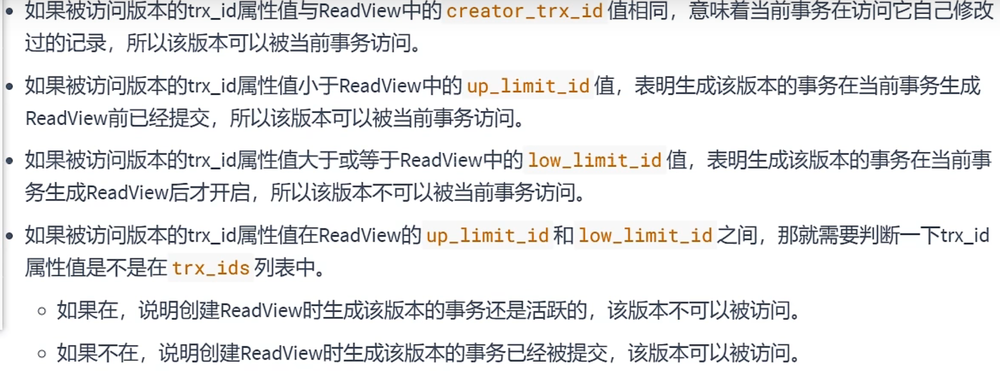 • 如果被访问版本的trx_id属性值与ReadView中的 creator_trx_id 值相同，意味着当前事务在访问它自己修改
过的记录，所以该版本可以被当前事务访问。
• 如果被访问版本的trx_id属性值小于ReadView中的 up_limit_id 值，表明生成该版本的事务在当前事务生成
ReadView前已经提交，所以该版本可以被当前事务访问。
• 如果被访问版本的trx_id属性值大于或等于ReadView中的 low_limit_id 值，表明生成该版本的事务在当前事
务生成ReadView后才开启，所以该版本不可以被当前事务访问。
• 如果被访问版本的trx_id属性值在ReadView的 up_limit_id 和 low_limit_id 之间，那就需要判断一下trx_id
属性值是不是在 trx_ids 列表中。
○ 如果在，说明创建ReadView时生成该版本的事务还是活跃的，该版本不可以被访问。
○ 如果不在，说明创建ReadView时生成该版本的事务已经被提交，该版本可以被访问。